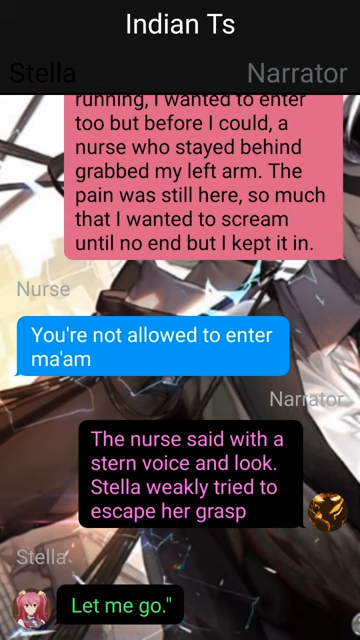 Indian Ts
Stella Narrator
running, I wanted to enter
too but before I could, a
nurse who stayed behind
grabbed my left arm. The
pain was still here, so much
that I wanted to scream
until no end but I kept it in.
Nurse
You're not allowed to enter
ma'am
Narrator
The nurse said with a
stern voice and look.
Stella weakly tried to
escape her grasp
Stella
Let me go."